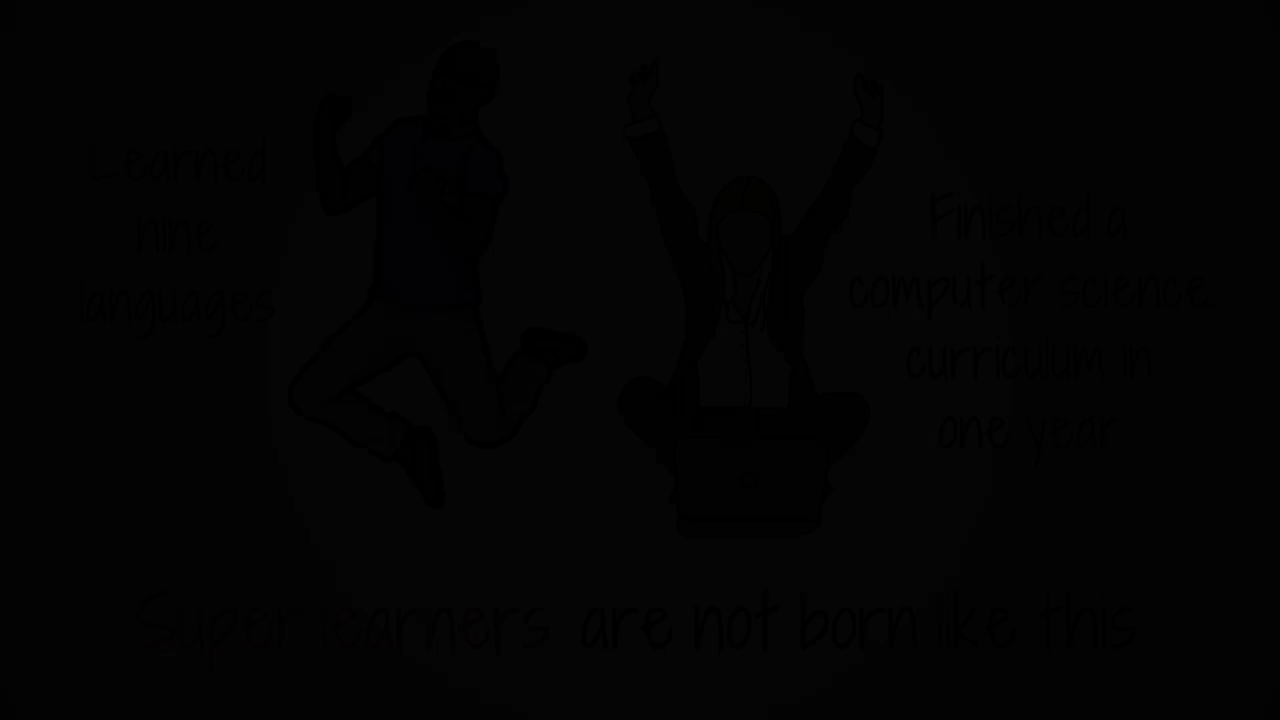 Learned
nine
languages
Finished a
computer science
curriculum in
one year
Super learners are not born like this